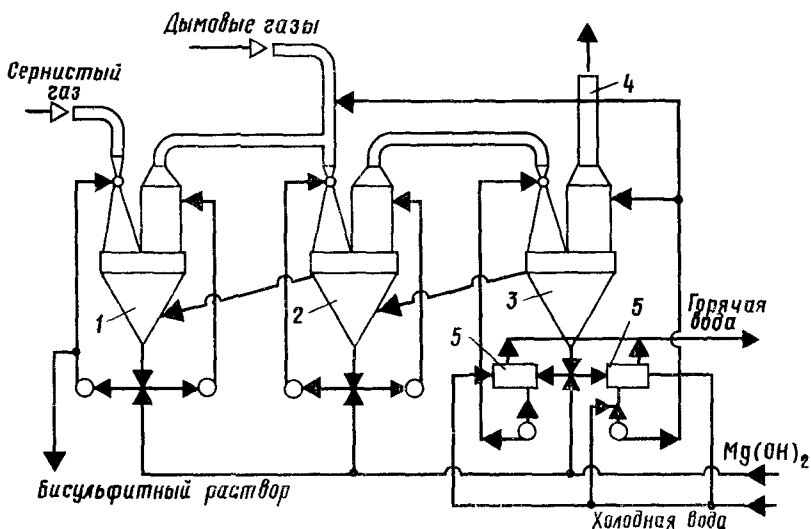 Дымовые газы
Сернистый
газ
4
1
2
3
5
5
Горячая
вода
Mg(OH)2
Бисульфитный раствор
Холодная вода